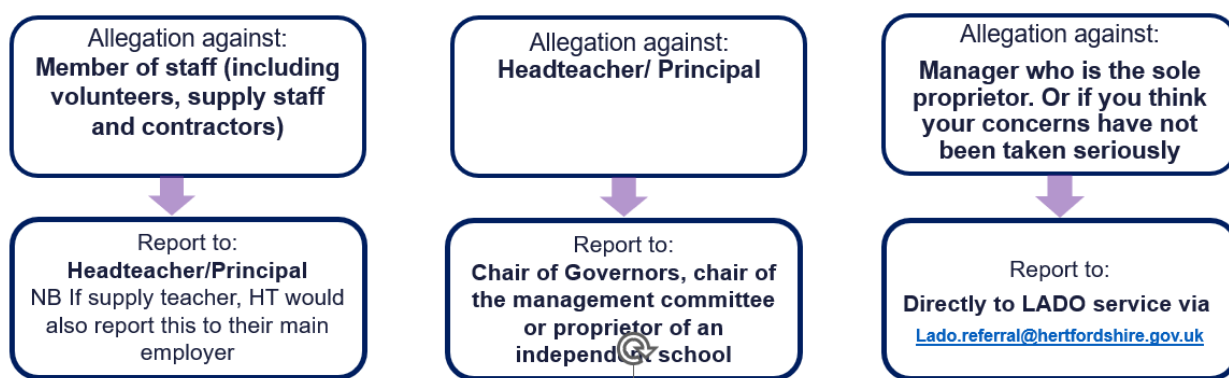 Allegation against:
Member of staff (including
volunteers, supply staff
and contractors)
Allegation against:
Headteacher/ Principal
Allegation against:
Manager who is the sole
proprietor. Or if you think
your concerns have not
been taken seriously
Report to:
Headteacher/Principal
NB If supply teacher, HT would
also report this to their main
employer
Report to:
Chair of Governors, chair of
the management committee
or proprietor of an
independent school
Report to:
Directly to LADO service via
Lado.referral@hertfordshire.gov.uk